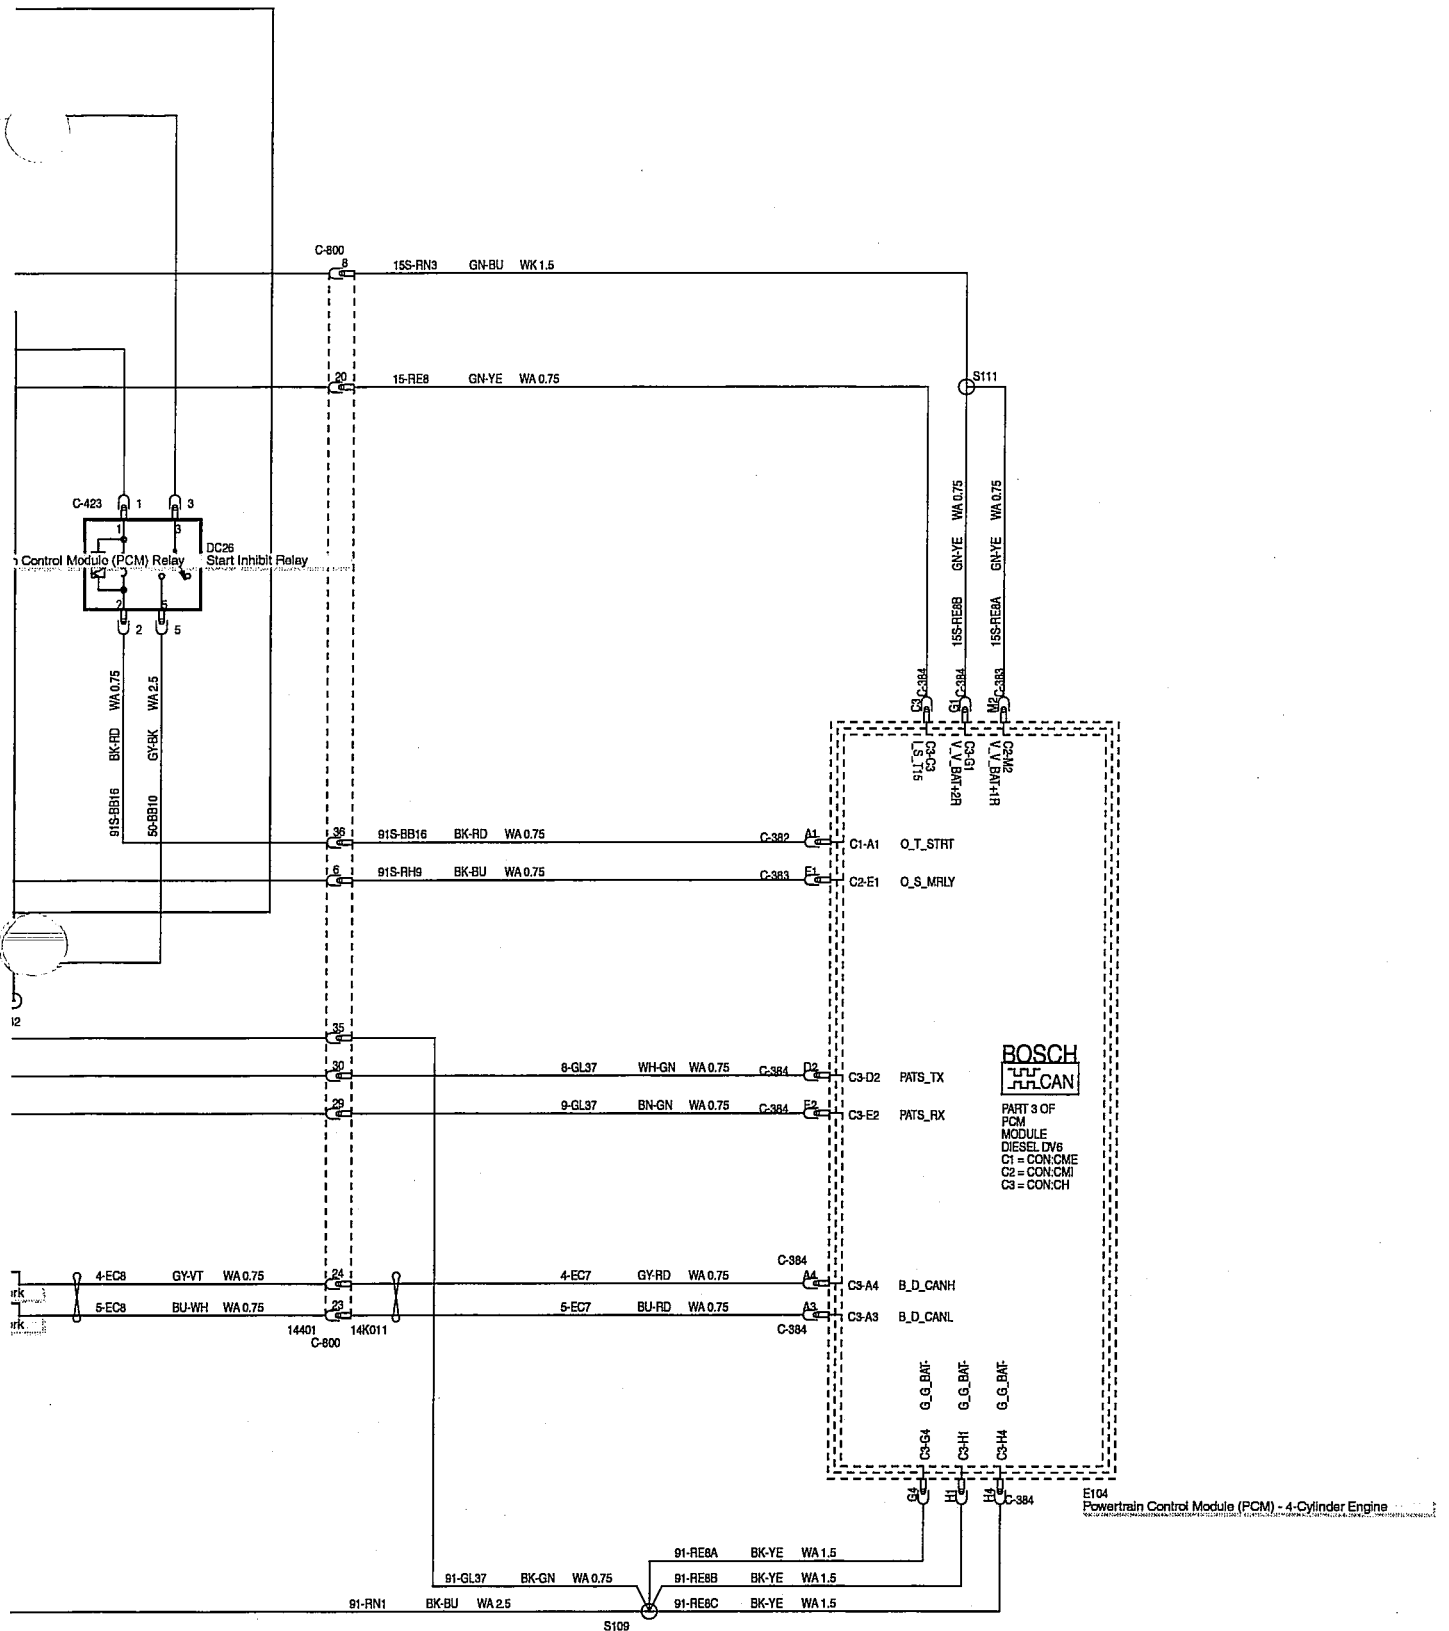 C-800
8
15S-RN3 GN-BU WK 1.5
20
15-RE8 GN-YE WA 0.75
S111
15S-RE8B GN-YE WA 0.75
15S-RE8A GN-YE WA 0.75
C-423 1 3
1 3
DC26
Control Module (PCM) Relay Start Inhibit Relay
2 5
2 5
91S-BB16 BK-RD WA 0.75
50-BB10 GY-BK WA 2.5
C3 C-384
G1 C-384
M2 C-383
C3-C3
I_S_T15
C3-G1
V_V_BAT+2R
C2-M2
V_V_BAT+1R
36
91S-BB16 BK-RD WA 0.75 C-382 A1 C1-A1 O_T_STRT
6
91S-RH9 BK-BU WA 0.75 C-383 E1 C2-E1 O_S_MRLY
35
30
8-GL37 WH-GN WA 0.75 C-384 D2 C3-D2 PATS_TX
29
9-GL37 BN-GN WA 0.75 C-384 E2 C3-E2 PATS_RX
BOSCH
CAN
PART 3 OF
PCM
MODULE
DIESEL DV6
C1 = CON:CME
C2 = CON:CMI
C3 = CON:CH
C-384
4-EC8 GY-VT WA 0.75 24 4-EC7 GY-RD WA 0.75 A4 C3-A4 B_D_CANH
rk
5-EC8 BU-WH WA 0.75 23 5-EC7 BU-RD WA 0.75 A3 C3-A3 B_D_CANL
rk
14401 14K011
C-800
C-384
C3-G4 G_G_BAT-
C3-H1 G_G_BAT-
C3-H4 G_G_BAT-
G4 H1 H4 C-384
E104
Powertrain Control Module (PCM) - 4-Cylinder Engine
91-RE8A BK-YE WA 1.5
91-GL37 BK-GN WA 0.75
91-RE8B BK-YE WA 1.5
91-RN1 BK-BU WA 2.5
91-RE8C BK-YE WA 1.5
S109